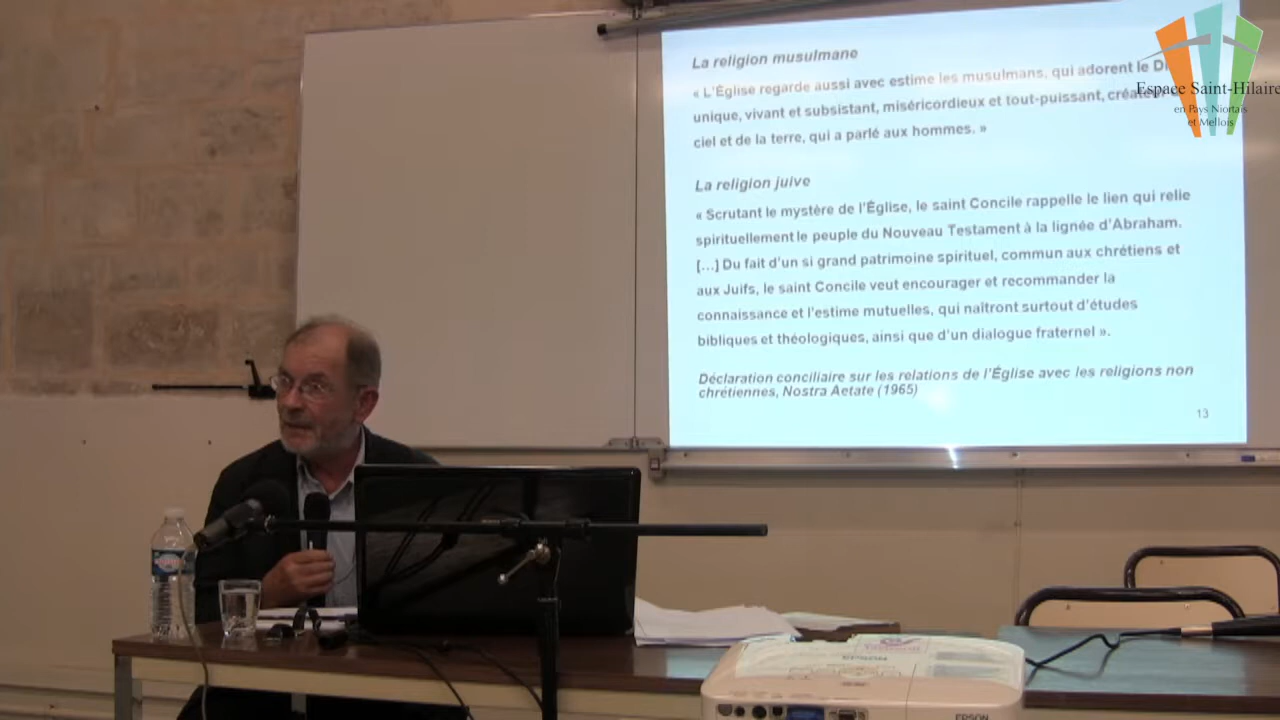 La religion musulmane
« L'Église regarde aussi avec estime les musulmans, qui adorent le
unique, vivant et subsistant, miséricordieux et tout-puissant,
ciel et de la terre, qui a parlé aux hommes. »
La religion juive
« Scrutant le mystère de l'Église, le saint Concile rappelle le lien qui relie
spirituellement le peuple du Nouveau Testament à la lignée d'Abraham.
[…] Du fait d'un si grand patrimoine spirituel, commun aux chrétiens et
aux Juifs, le saint Concile veut encourager et recommander la
connaissance et l'estime mutuelles, qui naîtront surtout d'études
bibliques et théologiques, ainsi que d'un dialogue fraternel ».
Déclaration conciliaire sur les relations de l'Église avec les religions non
chrétiennes, Nostra Aetate (1965)
13
Espace Saint-Hilaire
en Pays Niortais
et Mellois
EPSON